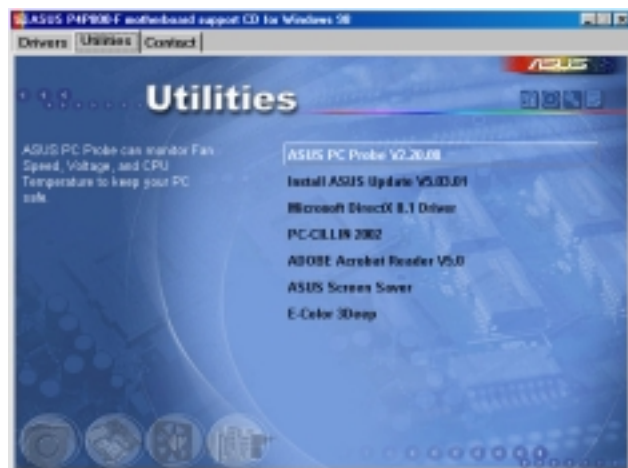 ASUS P4P800-F motherboard support CD for Windows 98
Drivers Utilities Contact
ASUS
Utilities
ASUS PC Probe can monitor Fan
Speed, Voltage, and CPU
Temperature to keep your PC
safe.
ASUS PC Probe V2.20.08
Install ASUS Update V5.03.01
Microsoft DirectX 8.1 Driver
PC-CILLIN 2002
ADOBE Acrobat Reader V5.0
ASUS Screen Saver
E-Color 3Deep